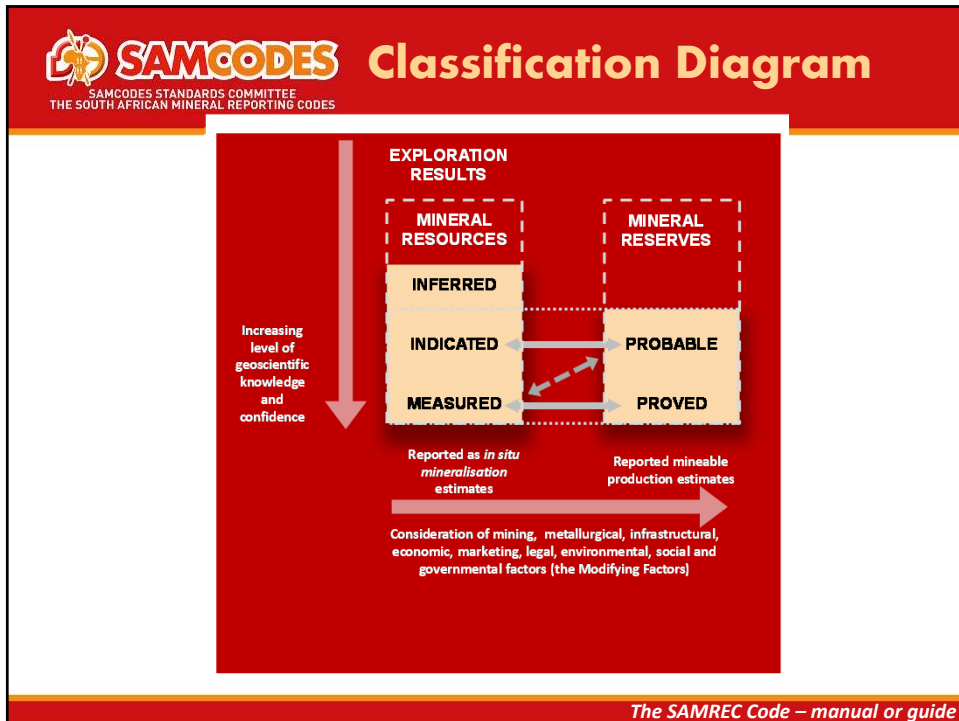 SAMCODES
SAMCODES STANDARDS COMMITTEE
THE SOUTH AFRICAN MINERAL REPORTING CODES
Classification Diagram
EXPLORATION
RESULTS
MINERAL
RESOURCES
MINERAL
RESERVES
INFERRED
INDICATED
PROBABLE
MEASURED
PROVED
Increasing
level of
geoscientific
knowledge
and
confidence
Reported as in situ
mineralisation
estimates
Reported mineable
production estimates
Consideration of mining, metallurgical, infrastructural,
economic, marketing, legal, environmental, social and
governmental factors (the Modifying Factors)
The SAMREC Code – manual or guide